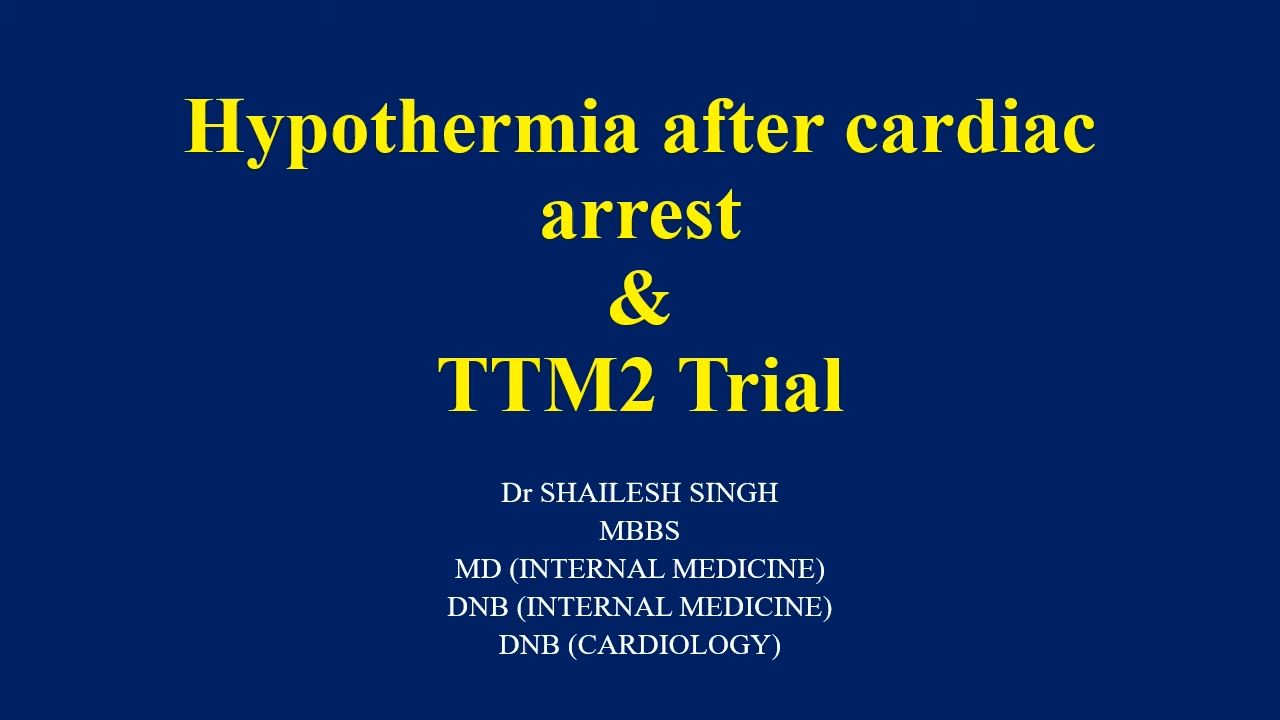 Hypothermia after cardiac
arrest
&
TTM2 Trial
Dr SHAILESH SINGH
MBBS
MD (INTERNAL MEDICINE)
DNB (INTERNAL MEDICINE)
DNB (CARDIOLOGY)